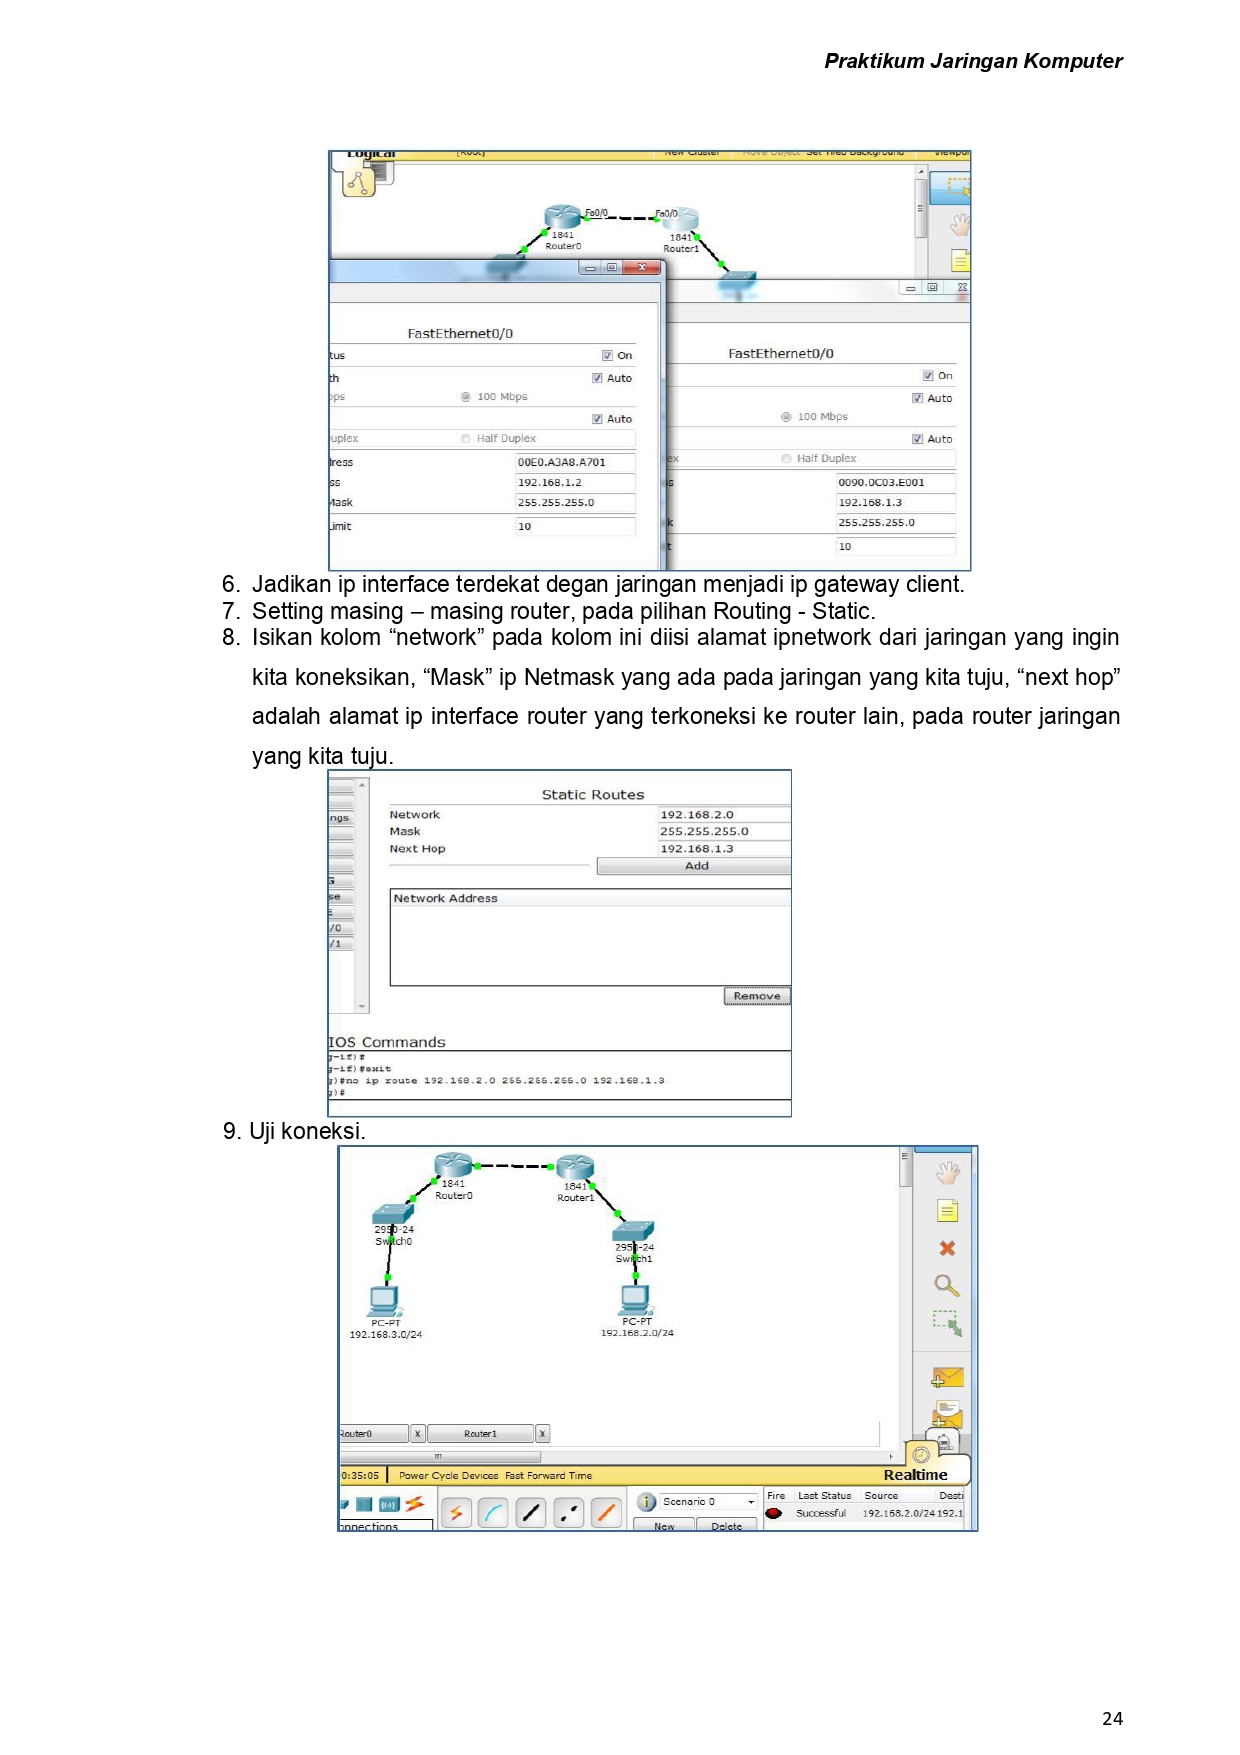 Praktikum Jaringan Komputer
Logical [Root] New Cluster Move Object Set Tiled Background Viewpor
Fa0/0 Fa0/0
1841
Router0
1841
Router1
FastEthernet0/0
tus On
th Auto
ops 100 Mbps
Auto
uplex Half Duplex
dress 00E0.A3A8.A701
ss 192.168.1.2
Mask 255.255.255.0
Limit 10
FastEthernet0/0
On
Auto
100 Mbps
Auto
ex Half Duplex
s 0090.0C03.E001
192.168.1.3
k 255.255.255.0
t 10
6. Jadikan ip interface terdekat degan jaringan menjadi ip gateway client.
7. Setting masing – masing router, pada pilihan Routing - Static.
8. Isikan kolom “network” pada kolom ini diisi alamat ipnetwork dari jaringan yang ingin
kita koneksikan, “Mask” ip Netmask yang ada pada jaringan yang kita tuju, “next hop”
adalah alamat ip interface router yang terkoneksi ke router lain, pada router jaringan
yang kita tuju.
Static Routes
Network 192.168.2.0
Mask 255.255.255.0
Next Hop 192.168.1.3
Add
Network Address
Remove
ngs
G
se
E
/0
/1
IOS Commands
g-if)#
g-if)#exit
g)#no ip route 192.168.2.0 255.255.255.0 192.168.1.3
g)#
9. Uji koneksi.
1841
Router0
1841
Router1
2950-24
Switch0
2950-24
Switch1
PC-PT
192.168.3.0/24
PC-PT
192.168.2.0/24
Router0 X Router1 X
0:35:05 Power Cycle Devices Fast Forward Time Realtime
Scenario 0
New Delete
Fire Last Status Source Desti
Successful 192.168.2.0/24 192.1
onnections
24